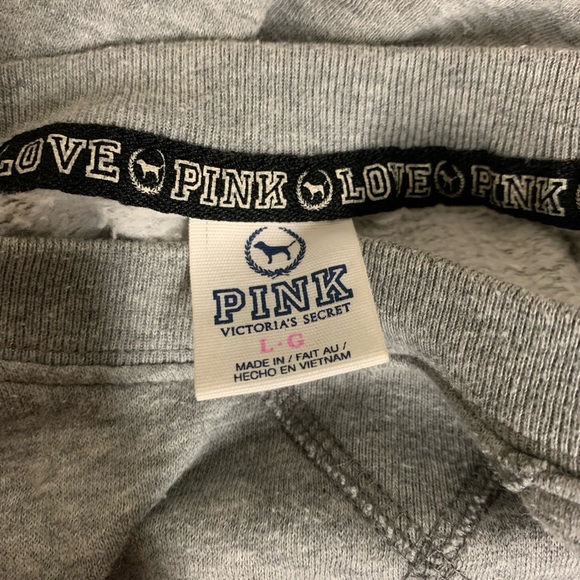 LOVE PINK LOVE PINK
PINK
VICTORIA'S SECRET
L·G
MADE IN / FAIT AU /
HECHO EN VIETNAM